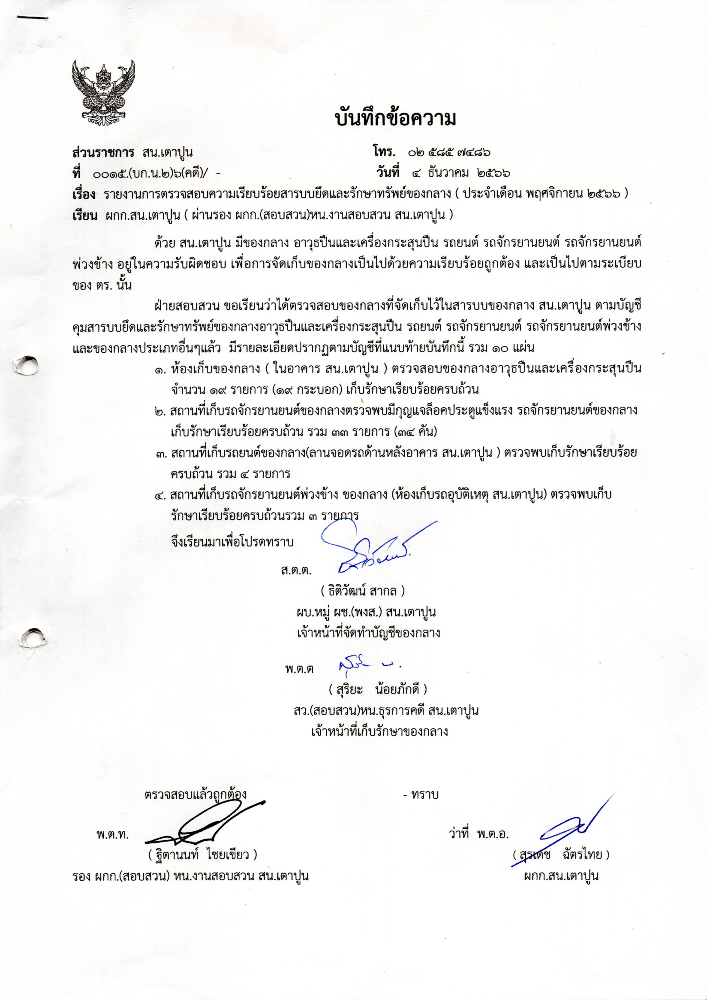 บันทึกข้อความ
ส่วนราชการ สน.เตาปูน โทร. ๐๒ ๕๘๕ ๗๔๘๖
ที่ ๐๐๑๕.(บก.น.๒)๖(คดี)/ - วันที่ ๔ ธันวาคม ๒๕๖๖
เรื่อง รายงานการตรวจสอบความเรียบร้อยสารบบยึดและรักษาทรัพย์ของกลาง ( ประจำเดือน พฤศจิกายน ๒๕๖๖ )
เรียน ผกก.สน.เตาปูน ( ผ่านรอง ผกก.(สอบสวน)หน.งานสอบสวน สน.เตาปูน )
ด้วย สน.เตาปูน มีของกลาง อาวุธปืนและเครื่องกระสุนปืน รถยนต์ รถจักรยานยนต์ รถจักรยานยนต์
พ่วงข้าง อยู่ในความรับผิดชอบ เพื่อการจัดเก็บของกลางเป็นไปด้วยความเรียบร้อยถูกต้อง และเป็นไปตามระเบียบ
ของ ตร. นั้น
ฝ่ายสอบสวน ขอเรียนว่าได้ตรวจสอบของกลางที่จัดเก็บไว้ในสารบบของกลาง สน.เตาปูน ตามบัญชี
คุมสารบบยึดและรักษาทรัพย์ของกลางอาวุธปืนและเครื่องกระสุนปืน รถยนต์ รถจักรยานยนต์ รถจักรยานยนต์พ่วงข้าง
และของกลางประเภทอื่นๆแล้ว มีรายละเอียดปรากฏตามบัญชีที่แนบท้ายบันทึกนี้ รวม ๑๐ แผ่น
๑. ห้องเก็บของกลาง ( ในอาคาร สน.เตาปูน ) ตรวจสอบของกลางอาวุธปืนและเครื่องกระสุนปืน
จำนวน ๑๙ รายการ (๑๙ กระบอก) เก็บรักษาเรียบร้อยครบถ้วน
๒. สถานที่เก็บรถจักรยานยนต์ของกลางตรวจพบมีกุญแจล็อคประตูแข็งแรง รถจักรยานยนต์ของกลาง
เก็บรักษาเรียบร้อยครบถ้วน รวม ๓๓ รายการ (๓๔ คัน)
๓. สถานที่เก็บรถยนต์ของกลาง(ลานจอดรถด้านหลังอาคาร สน.เตาปูน ) ตรวจพบเก็บรักษาเรียบร้อย
ครบถ้วน รวม ๔ รายการ
๔. สถานที่เก็บรถจักรยานยนต์พ่วงข้าง ของกลาง (ห้องเก็บรถอุบัติเหตุ สน.เตาปูน) ตรวจพบเก็บ
รักษาเรียบร้อยครบถ้วนรวม ๓ รายการ
จึงเรียนมาเพื่อโปรดทราบ
ส.ต.ต.
( ธิติวัฒน์ สากล )
ผบ.หมู่ ผช.(พงส.) สน.เตาปูน
เจ้าหน้าที่จัดทำบัญชีของกลาง
พ.ต.ต
( สุริยะ น้อยภักดี )
สว.(สอบสวน)หน.ธุรการคดี สน.เตาปูน
เจ้าหน้าที่เก็บรักษาของกลาง
ตรวจสอบแล้วถูกต้อง - ทราบ
พ.ต.ท. ว่าที่ พ.ต.อ.
( ฐิตานนท์ ไชยเขียว ) ( สุรเดช ฉัตรไทย )
รอง ผกก.(สอบสวน) หน.งานสอบสวน สน.เตาปูน ผกก.สน.เตาปูน